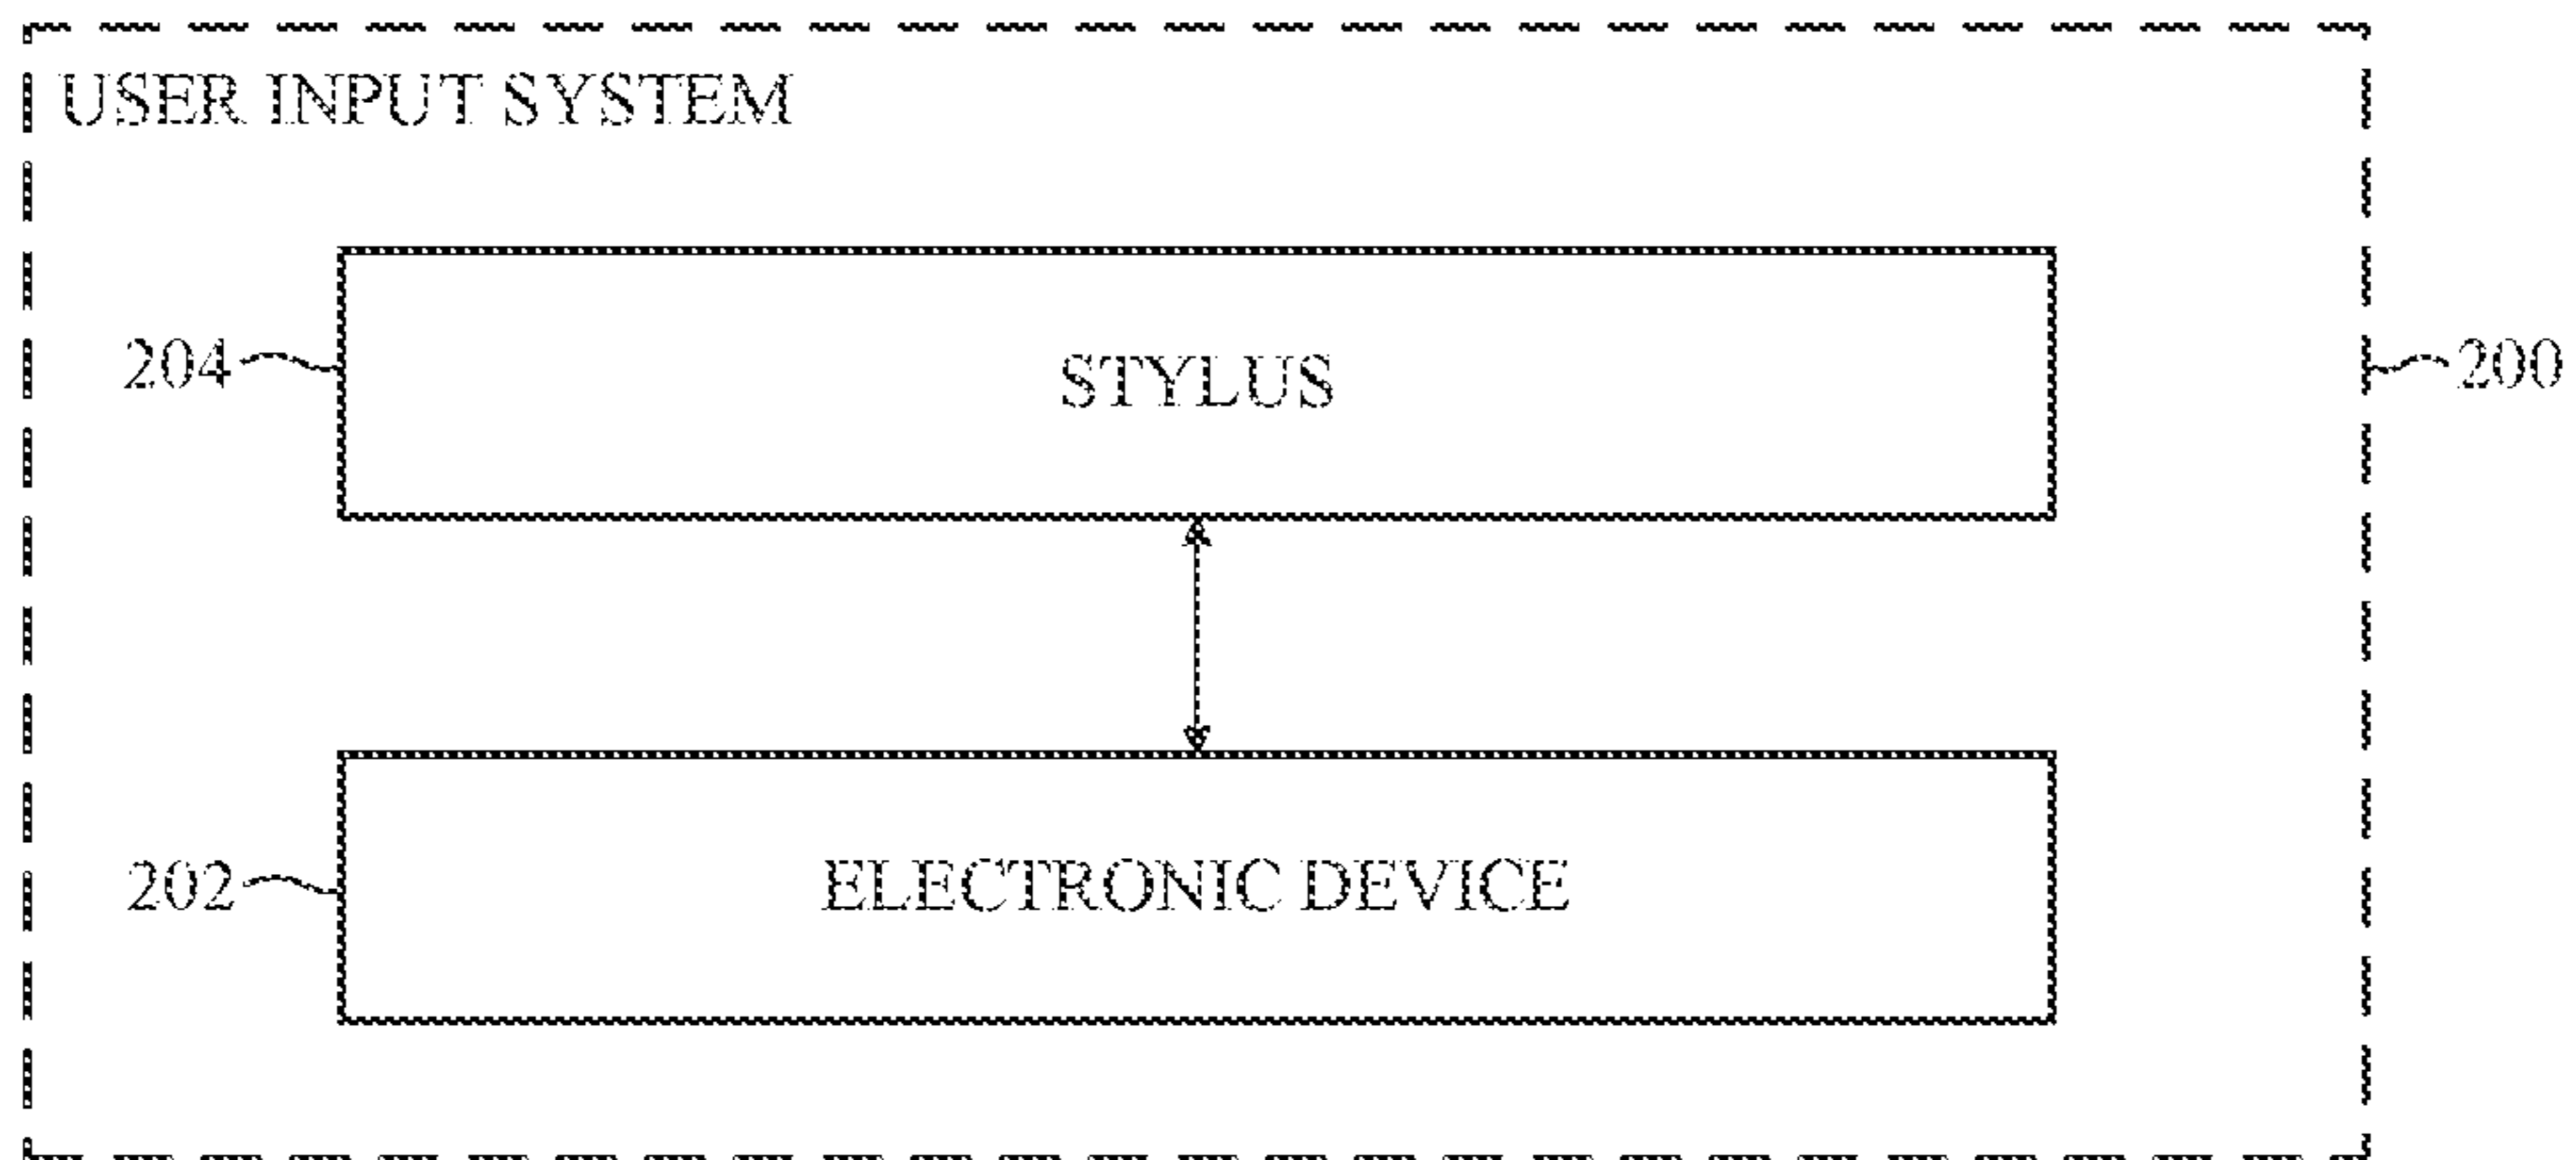 USER INPUT SYSTEM
204
STYLUS
200
202
ELECTRONIC DEVICE